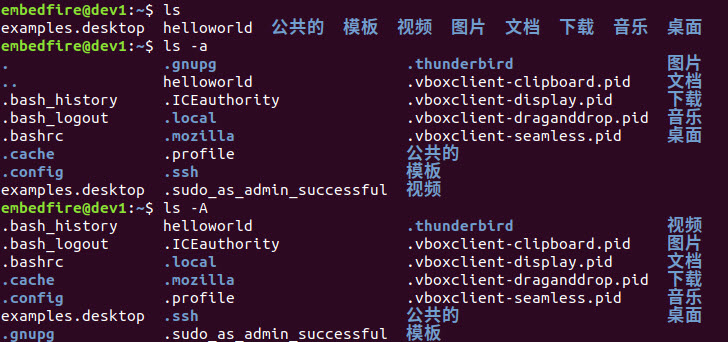 embedfire@dev1:~$ ls
examples.desktop helloworld 公共的 模板 视频 图片 文档 下载 音乐 桌面
embedfire@dev1:~$ ls -a
. .gnupg .thunderbird 图片
.. helloworld .vboxclient-clipboard.pid 文档
.bash_history .ICEauthority .vboxclient-display.pid 下载
.bash_logout .local .vboxclient-draganddrop.pid 音乐
.bashrc .mozilla .vboxclient-seamless.pid 桌面
.cache .profile 公共的
.config .ssh 模板
examples.desktop .sudo_as_admin_successful 视频
embedfire@dev1:~$ ls -A
.bash_history helloworld .thunderbird 视频
.bash_logout .ICEauthority .vboxclient-clipboard.pid 图片
.bashrc .local .vboxclient-display.pid 文档
.cache .mozilla .vboxclient-draganddrop.pid 下载
.config .profile .vboxclient-seamless.pid 音乐
examples.desktop .ssh 公共的 桌面
.gnupg .sudo_as_admin_successful 模板